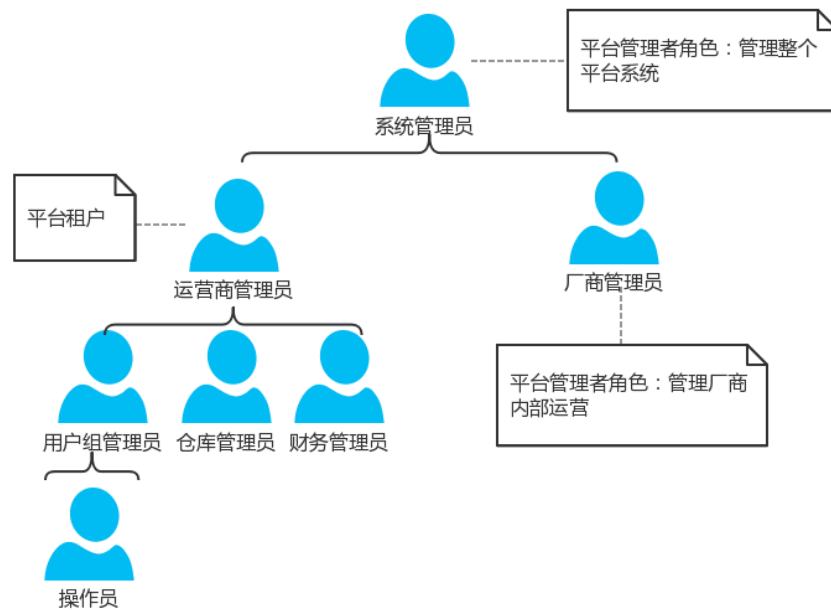 平台管理者角色：管理整个
平台系统
系统管理员
平台租户
运营商管理员
厂商管理员
平台管理者角色：管理厂商
内部运营
用户组管理员
仓库管理员
财务管理员
操作员